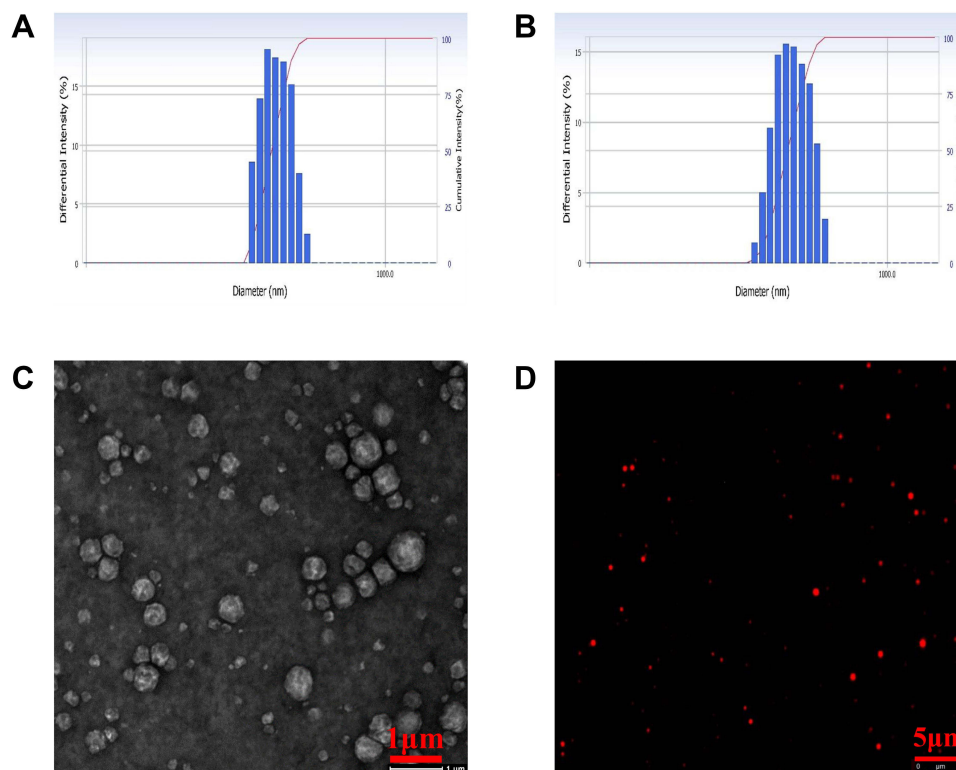 A
Differential Intensity (%)
15
10
5
0
100
75
50
25
0
Cumulative Intensity(%)
1000.0
Diameter (nm)
B
Differential Intensity (%)
15
10
5
0
100
75
50
25
0
1000.0
Diameter (nm)
C
1μm
1 μm
D
5μm
0 μm